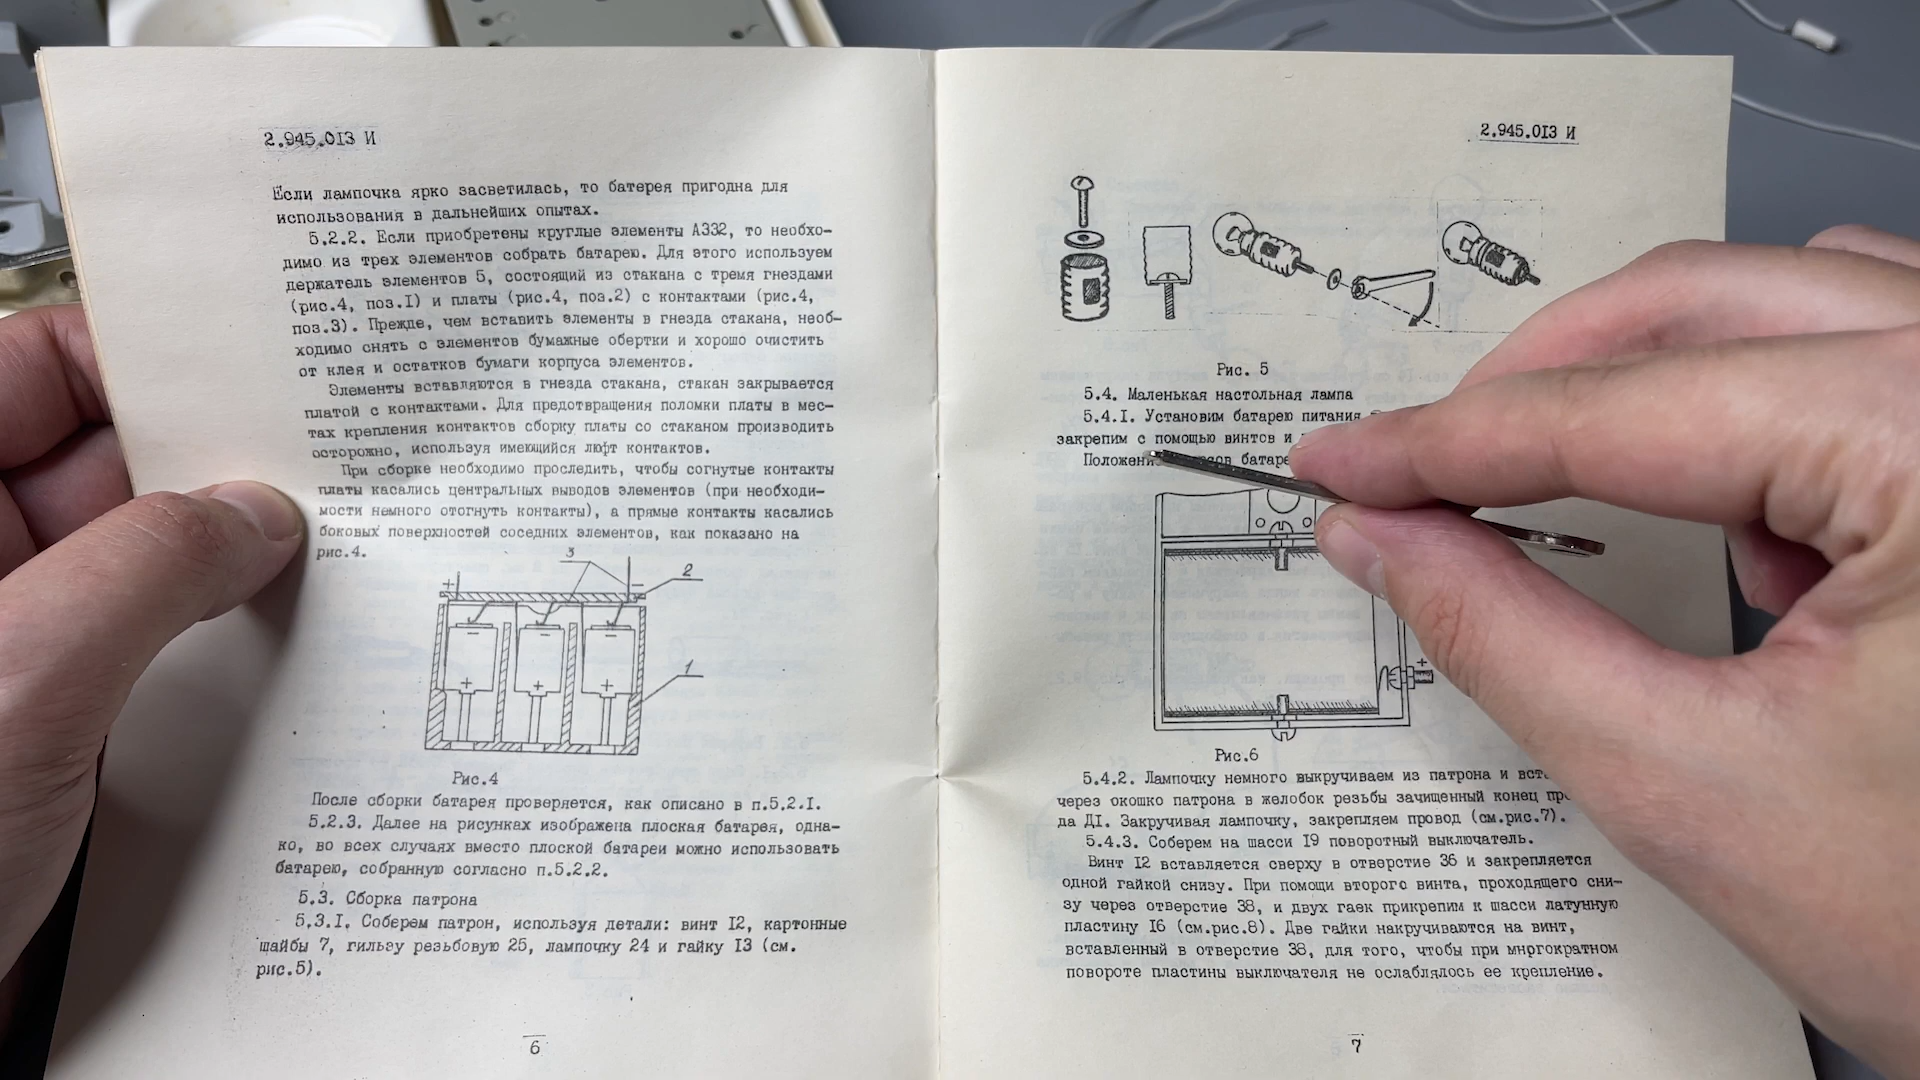 2.945.0I3 И
Если лампочка ярко засветилась, то батерея пригодна для
использования в дальнейших опытах.
5.2.2. Если приобретены круглые элементы А332, то необхо-
димо из трех элементов собрать батарею. Для этого используем
держатель элементов 5, состоящий из стакана с тремя гнездами
(рис.4, поз.I) и платы (рис.4, поз.2) с контактами (рис.4,
поз.3). Прежде, чем вставить элементы в гнезда стакана, необ-
ходимо снять с элементов бумажные обертки и хорошо очистить
от клея и остатков бумаги корпуса элементов.
Элементы вставляются в гнезда стакана, стакан закрывается
платой с контактами. Для предотвращения поломки платы в мес-
тах крепления контактов сборку платы со стаканом производить
осторожно, используя имеющийся люфт контактов.
При сборке необходимо проследить, чтобы согнутые контакты
платы касались центральных выводов элементов (при необходи-
мости немного отогнуть контакты), а прямые контакты касались
боковых поверхностей соседних элементов, как показано на
рис.4.
3
+ − 2
− − −
1
+ + +
Рис.4
После сборки батарея проверяется, как описано в п.5.2.I.
5.2.3. Далее на рисунках изображена плоская батарея, одна-
ко, во всех случаях вместо плоской батареи можно использовать
батарею, собранную согласно п.5.2.2.
5.3. Сборка патрона
5.3.I. Соберем патрон, используя детали: винт I2, картонные
шайбы 7, гильзу резьбовую 25, лампочку 24 и гайку I3 (см.
рис.5).
6
2.945.0I3 И
Рис. 5
5.4. Маленькая настольная лампа
5.4.I. Установим батарею питания
закрепим с помощью винтов и
Положени
+
Рис.6
5.4.2. Лампочку немного выкручиваем из патрона и
через окошко патрона в желобок резьбы зачищенный конец
да ДI. Закручивая лампочку, закрепляем провод (см.рис.7).
5.4.3. Соберем на шасси I9 поворотный выключатель.
Винт I2 вставляется сверху в отверстие 36 и закрепляется
одной гайкой снизу. При помощи второго винта, проходящего сни-
зу через отверстие 38, и двух гаек прикрепим к шасси латунную
пластину I6 (см.рис.8). Две гайки накручиваются на винт,
вставленный в отверстие 38, для того, чтобы при многократном
повороте пластины выключателя не ослаблялось ее крепление.
7